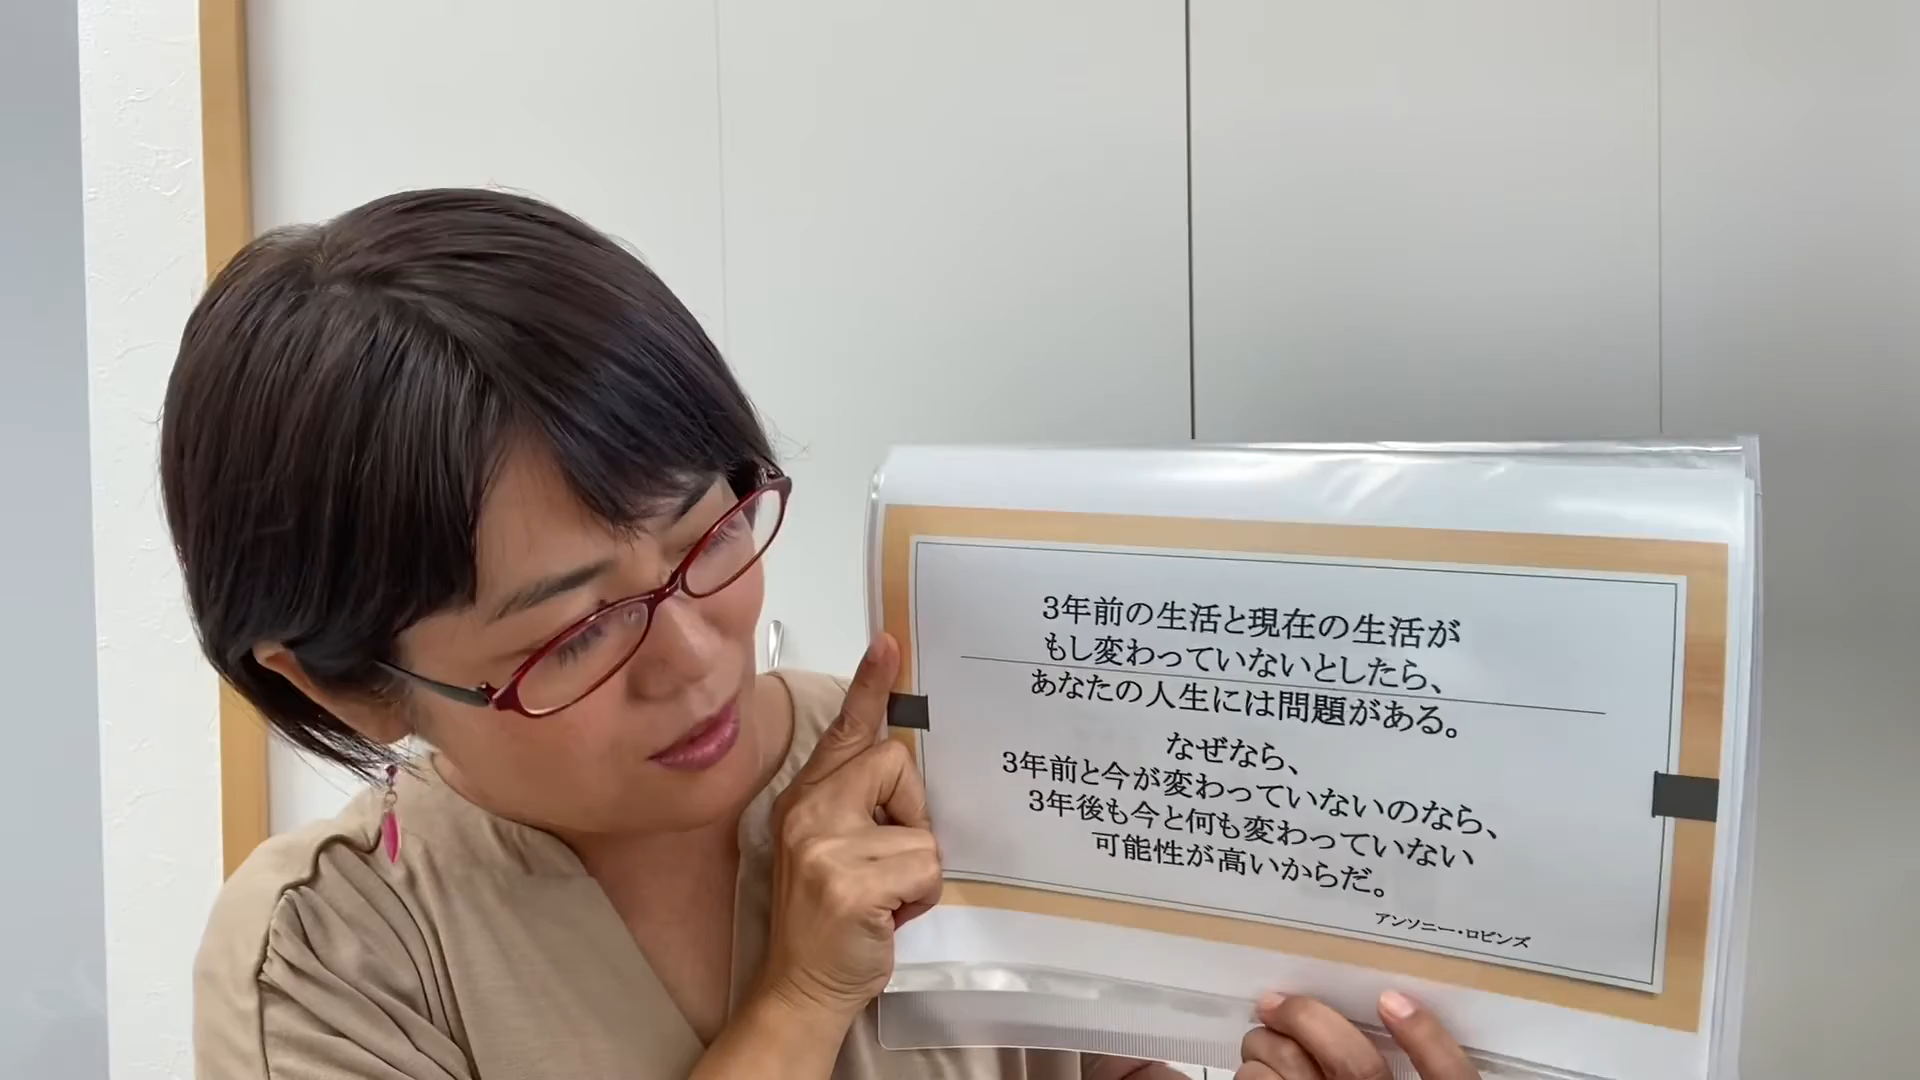 3年前の生活と現在の生活が
もし変わっていないとしたら、
あなたの人生には問題がある。
なぜなら、
3年前と今が変わっていないのなら、
3年後も今と何も変わっていない
可能性が高いからだ。
アンソニー・ロビンズ